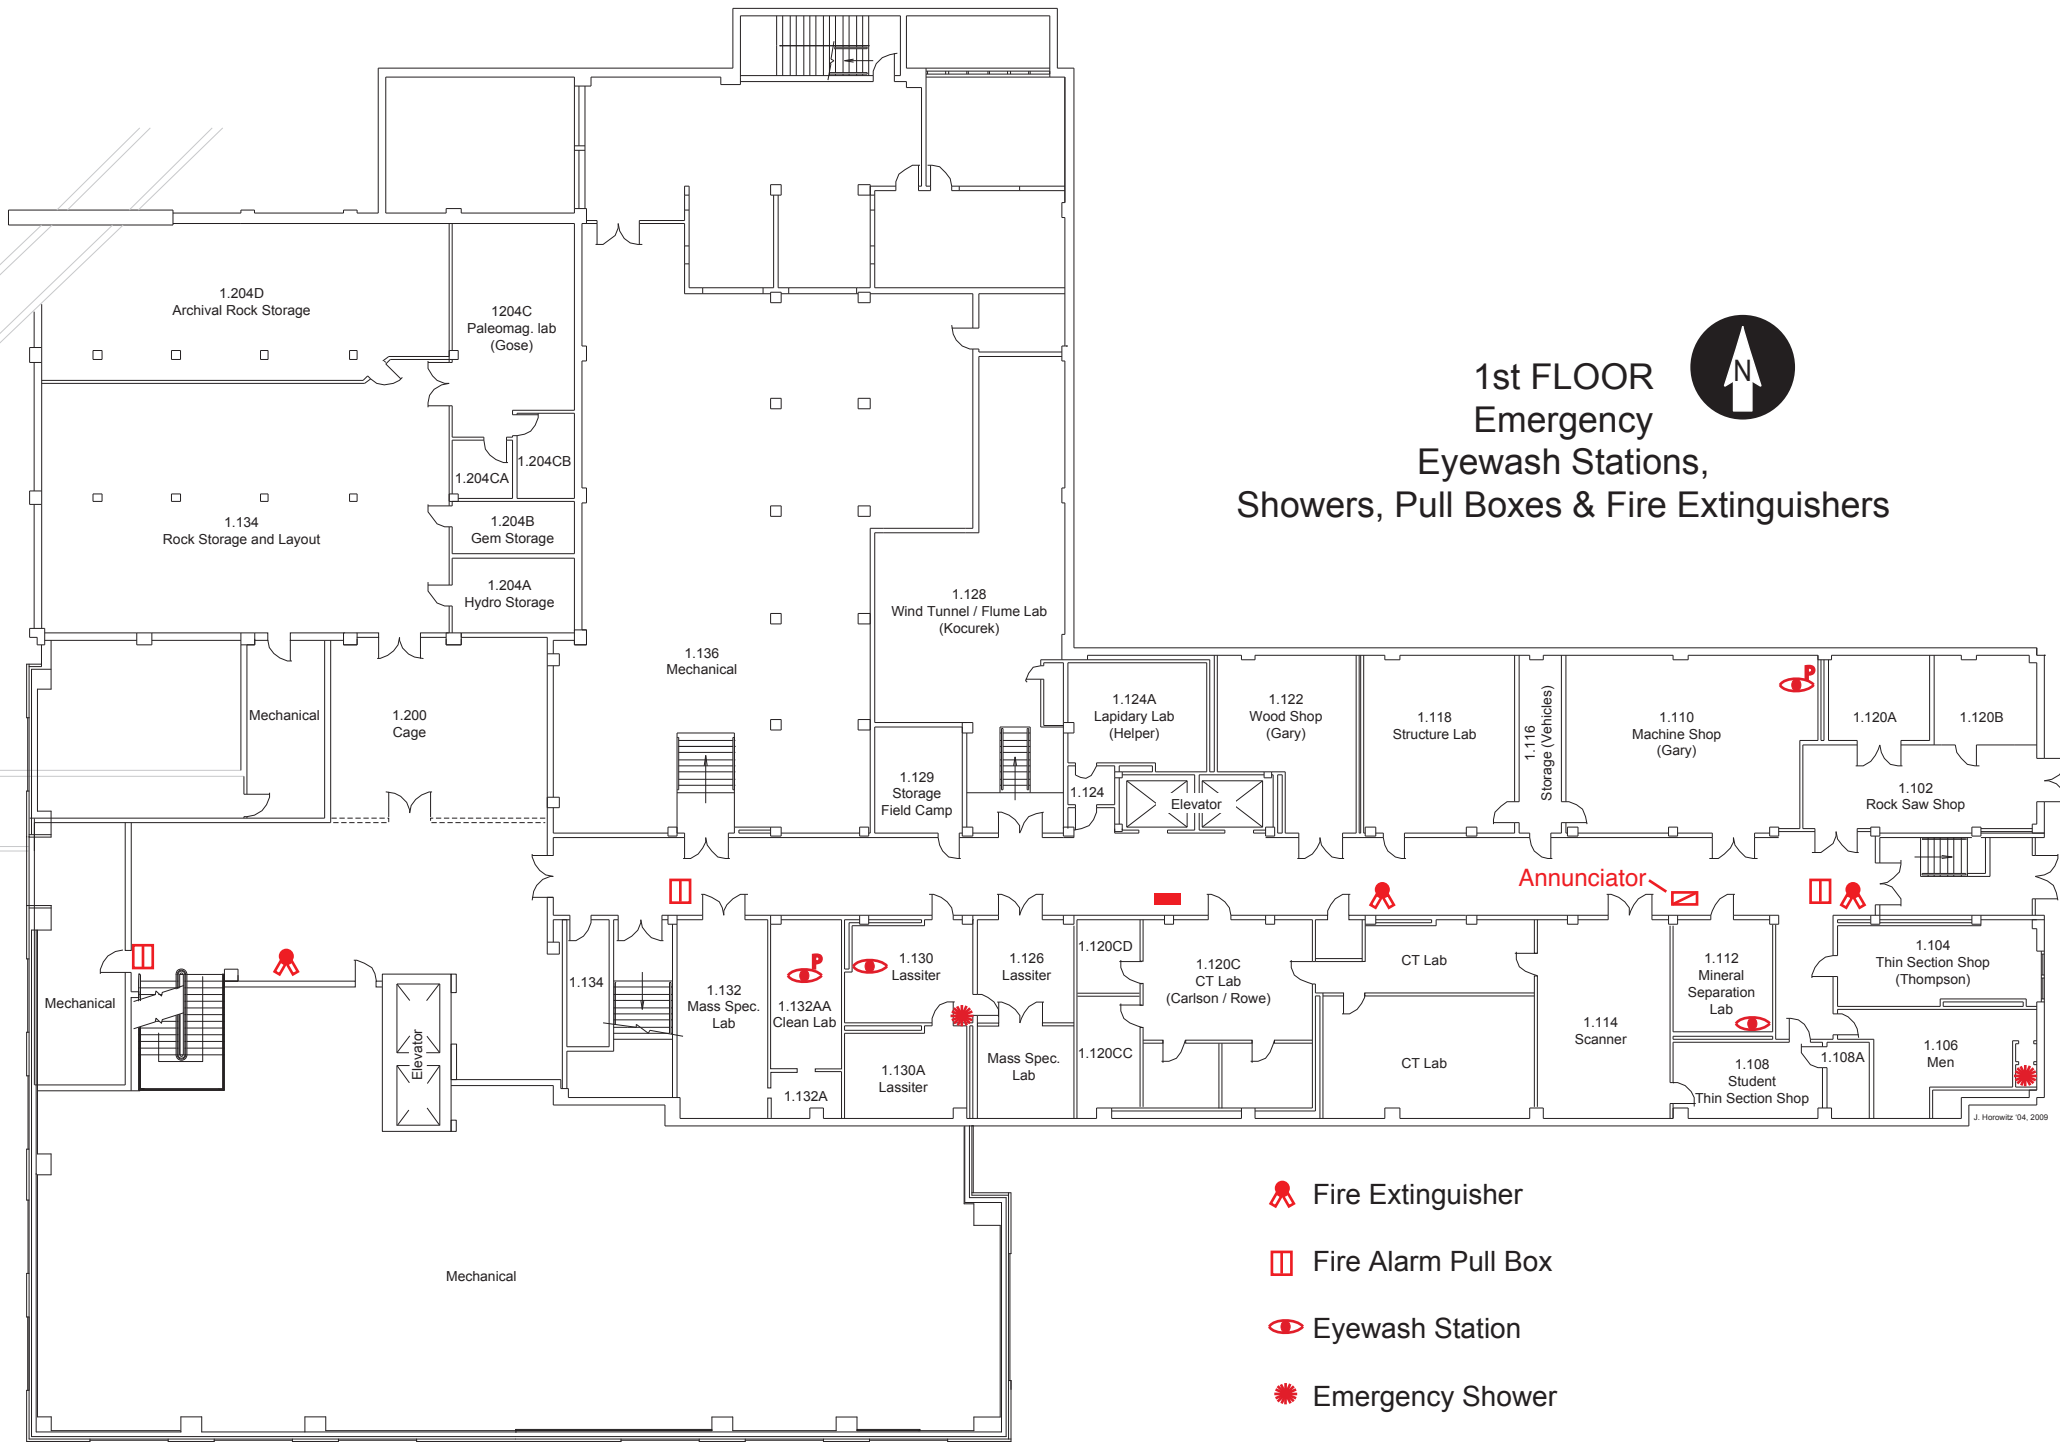 1st FLOOR
Emergency
Eyewash Stations,
Showers, Pull Boxes & Fire Extinguishers
N
1.204D
Archival Rock Storage
1204C
Paleomag. lab
(Gose)
1.204CA
1.204CB
1.134
Rock Storage and Layout
1.204B
Gem Storage
1.204A
Hydro Storage
1.128
Wind Tunnel / Flume Lab
(Kocurek)
1.136
Mechanical
Mechanical
1.200
Cage
1.129
Storage
Field Camp
1.124A
Lapidary Lab
(Helper)
1.124
Elevator
1.122
Wood Shop
(Gary)
1.118
Structure Lab
1.116
Storage (Vehicles)
1.110
Machine Shop
(Gary)
P
1.120A
1.120B
1.102
Rock Saw Shop
Annunciator
Mechanical
Elevator
1.134
1.132
Mass Spec.
Lab
P
1.132AA
Clean Lab
1.132A
1.130
Lassiter
1.130A
Lassiter
1.126
Lassiter
Mass Spec.
Lab
1.120CD
1.120CC
1.120C
CT Lab
(Carlson / Rowe)
CT Lab
CT Lab
1.114
Scanner
1.112
Mineral
Separation
Lab
1.108
Student
Thin Section Shop
1.108A
1.104
Thin Section Shop
(Thompson)
1.106
Men
J. Horowitz '04, 2009
Mechanical
Fire Extinguisher
Fire Alarm Pull Box
Eyewash Station
Emergency Shower